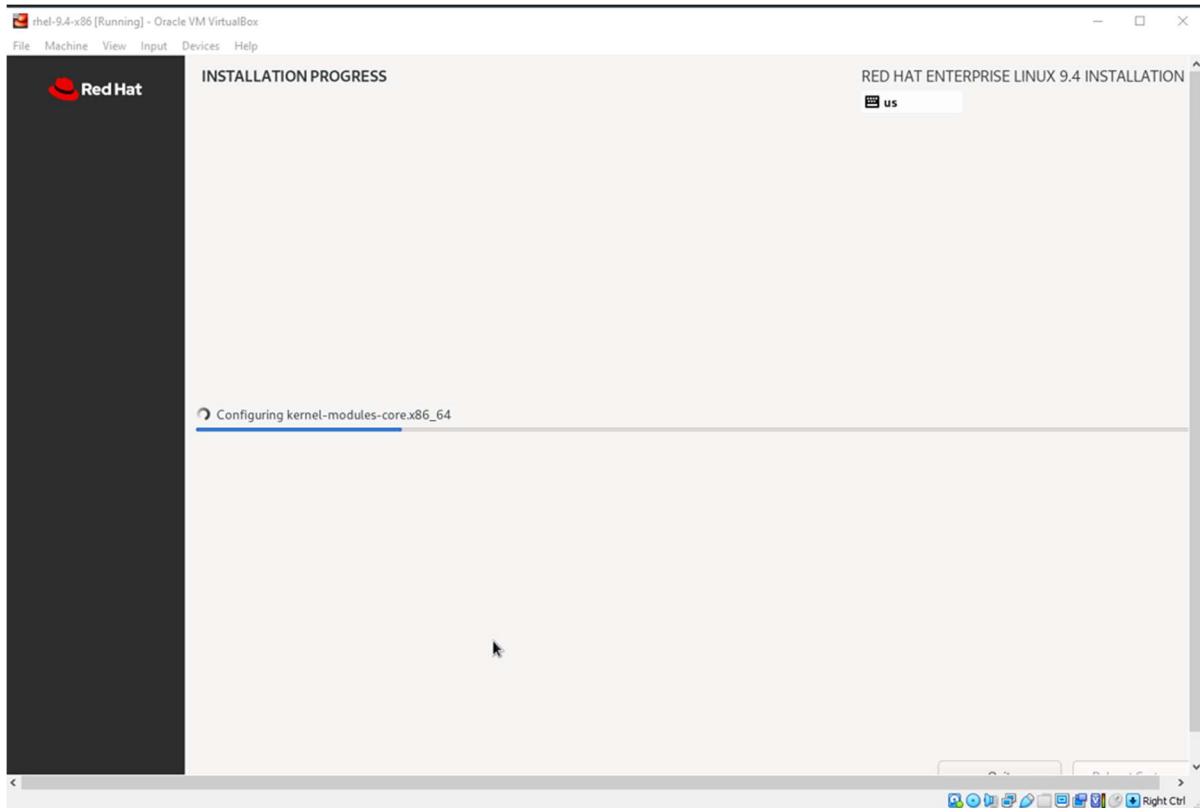 rhel-9.4-x86 [Running] - Oracle VM VirtualBox
File Machine View Input Devices Help
Red Hat
INSTALLATION PROGRESS
RED HAT ENTERPRISE LINUX 9.4 INSTALLATION
us
Configuring kernel-modules-core.x86_64
Right Ctrl